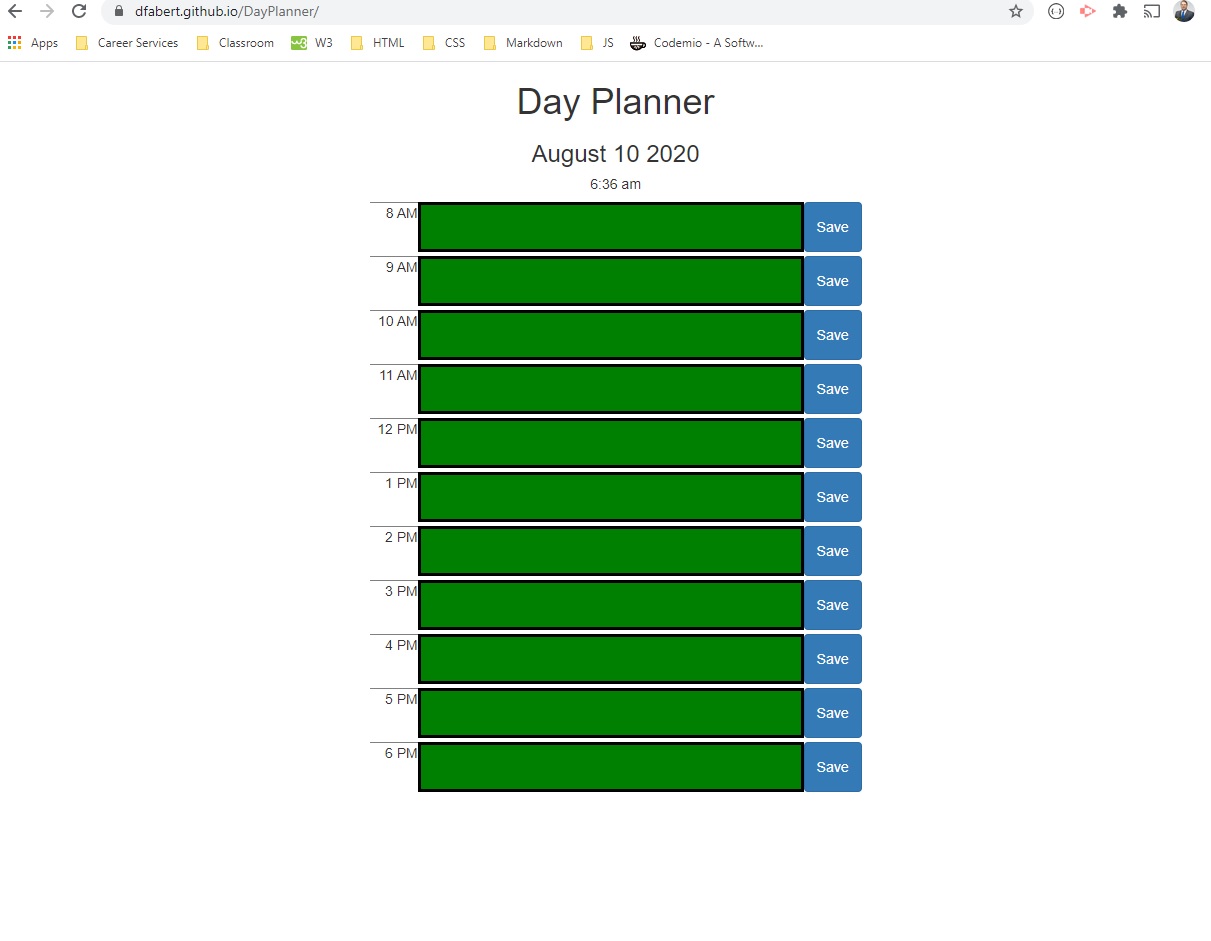 dfabert.github.io/DayPlanner/
Apps Career Services Classroom W3 HTML CSS Markdown JS Codemio - A Softw...
Day Planner
August 10 2020
6:36 am
8 AM Save
9 AM Save
10 AM Save
11 AM Save
12 PM Save
1 PM Save
2 PM Save
3 PM Save
4 PM Save
5 PM Save
6 PM Save